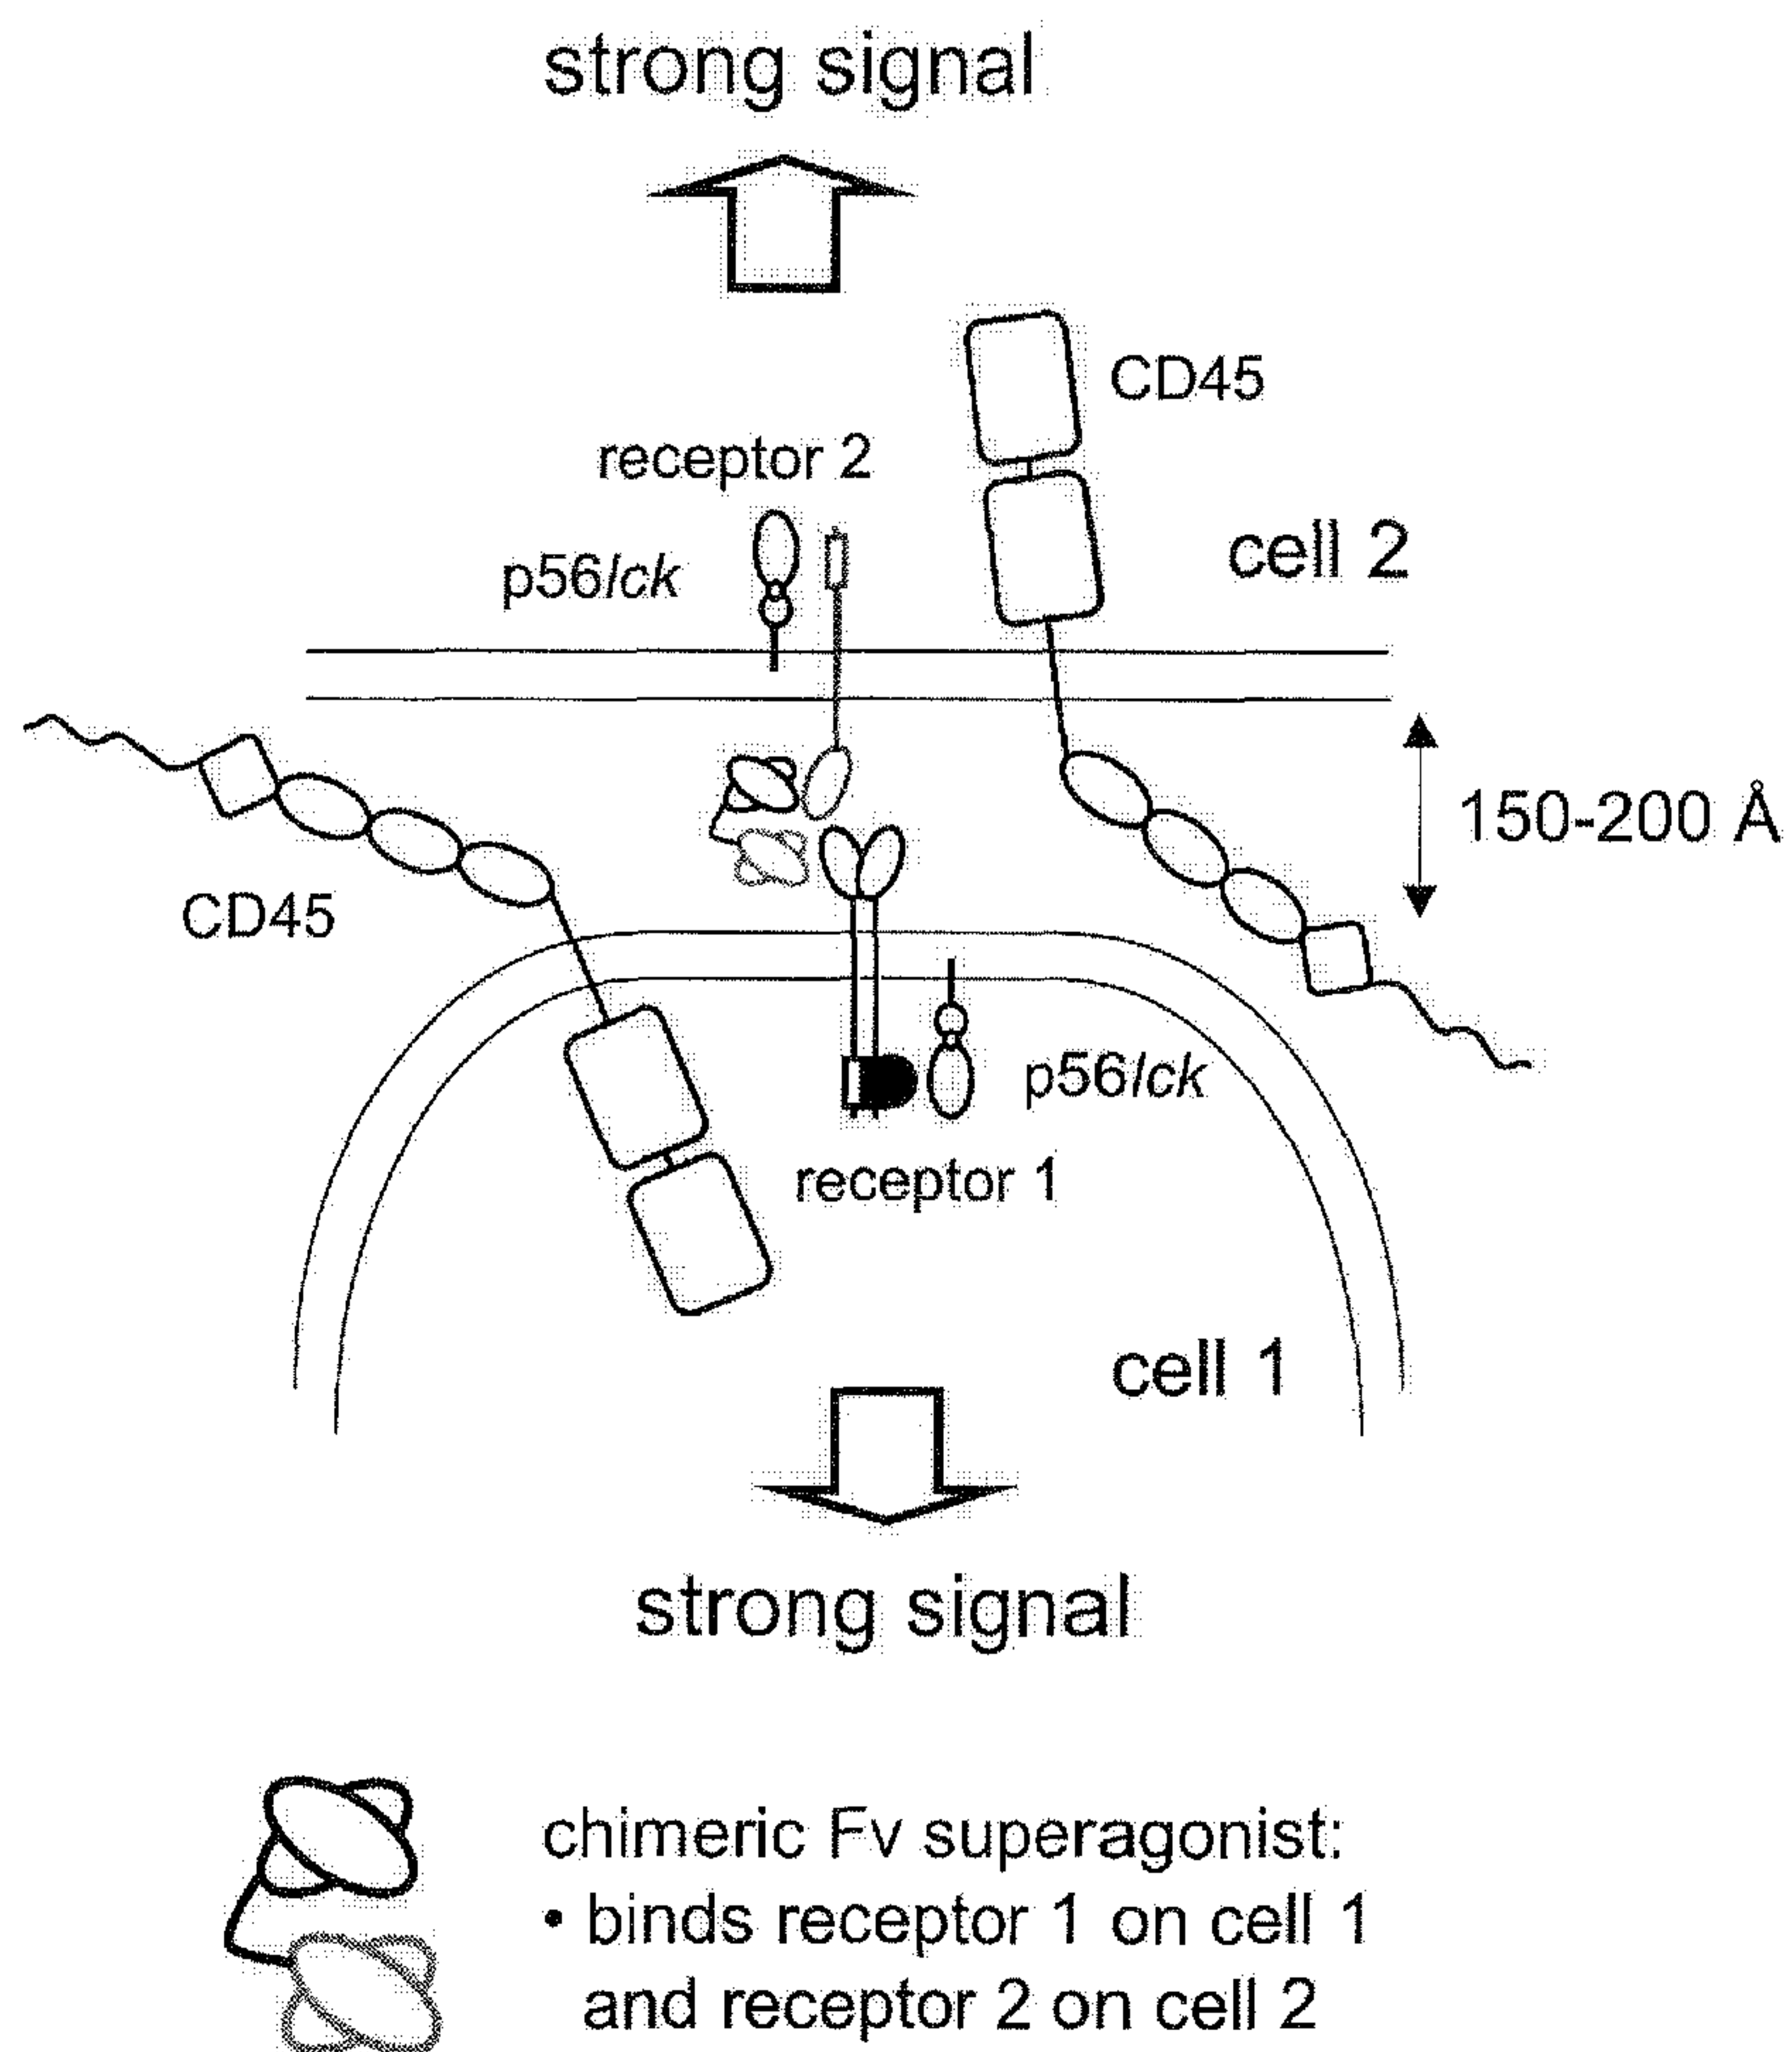 strong signal
CD45
receptor 2
cell 2
p56lck
150-200 Å
CD45
p56lck
receptor 1
cell 1
strong signal
chimeric Fv superagonist:
• binds receptor 1 on cell 1
and receptor 2 on cell 2